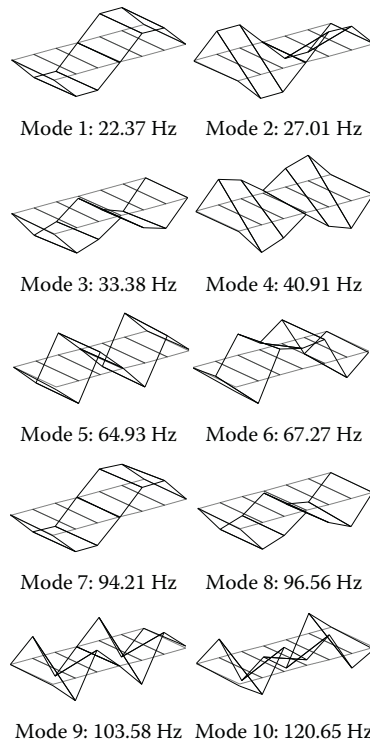 Mode 1: 22.37 Hz
Mode 2: 27.01 Hz
Mode 3: 33.38 Hz
Mode 4: 40.91 Hz
Mode 5: 64.93 Hz
Mode 6: 67.27 Hz
Mode 7: 94.21 Hz
Mode 8: 96.56 Hz
Mode 9: 103.58 Hz
Mode 10: 120.65 Hz